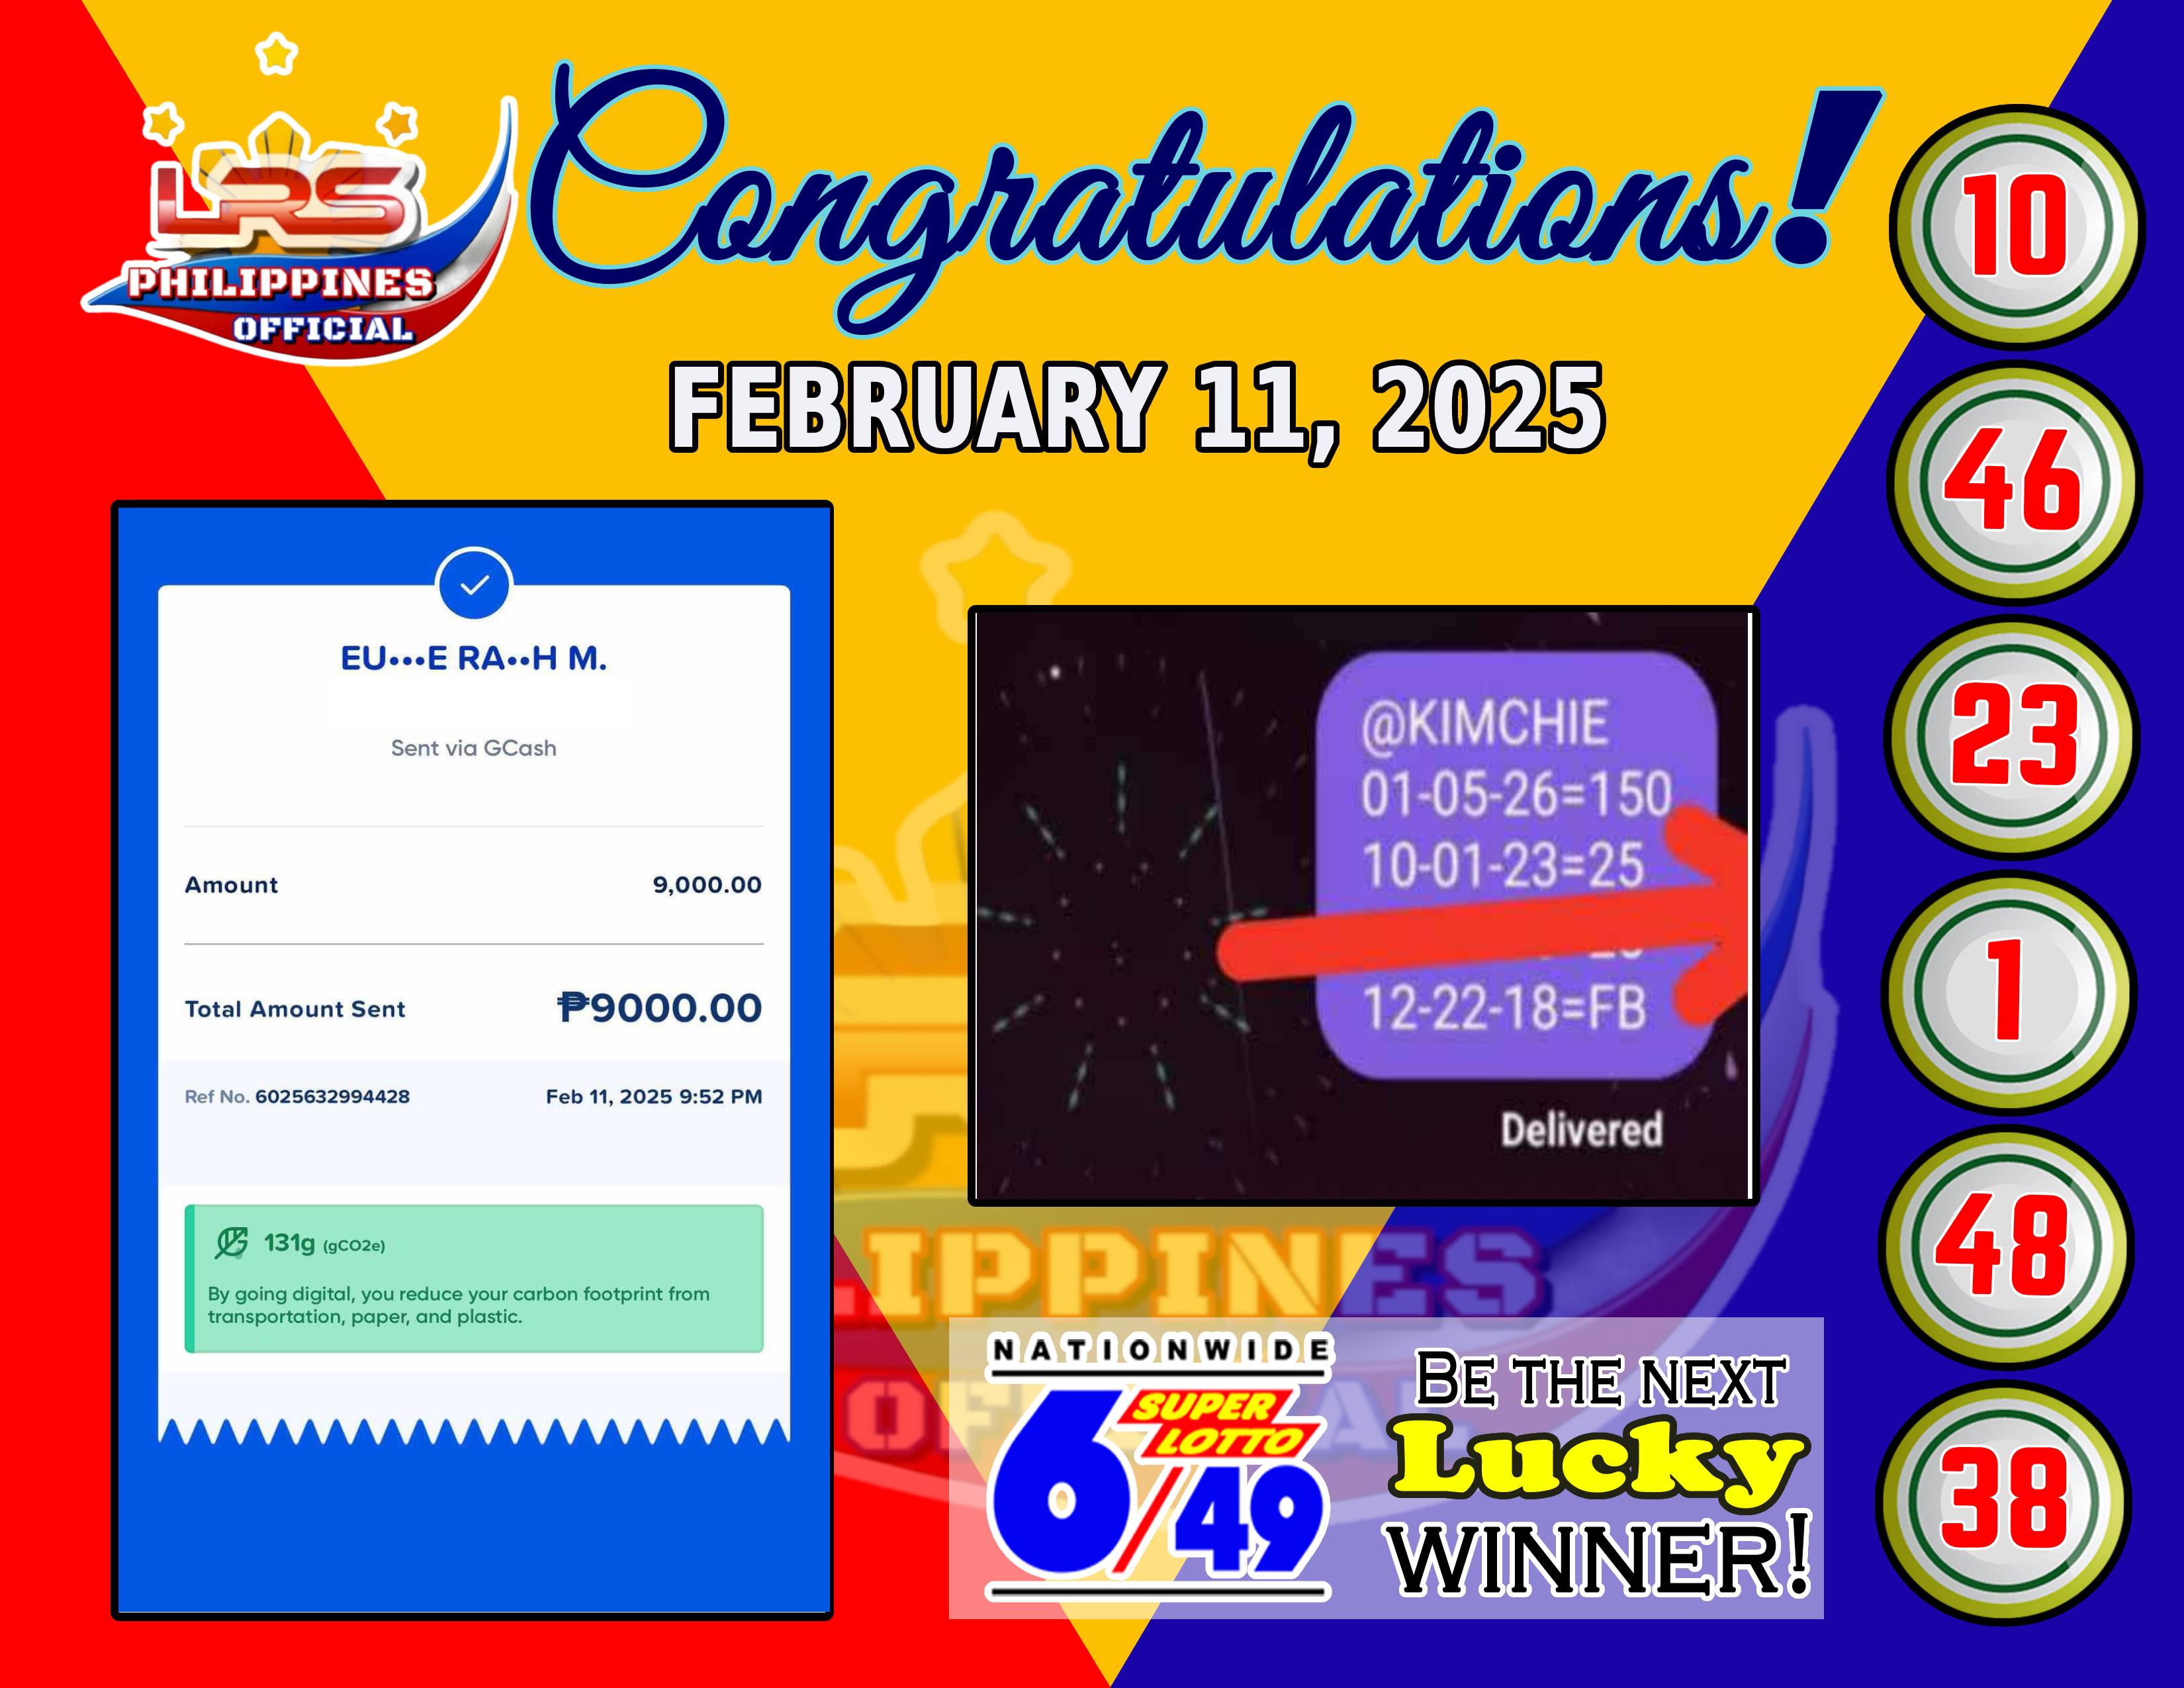 LRS
PHILIPPINES
OFFICIAL
Congratulations!
FEBRUARY 11, 2025
EU•••E RA••H M.
Sent via GCash
Amount 9,000.00
Total Amount Sent ₱9000.00
Ref No. 6025632994428 Feb 11, 2025 9:52 PM
131g (gCO2e)
By going digital, you reduce your carbon footprint from
transportation, paper, and plastic.
@KIMCHIE
01-05-26=150
10-01-23=25
12-22-18=FB
Delivered
LIPPINES
NATIONWIDE
SUPER
LOTTO
6/49
BE THE NEXT
Lucky
WINNER!
10
46
23
1
48
38